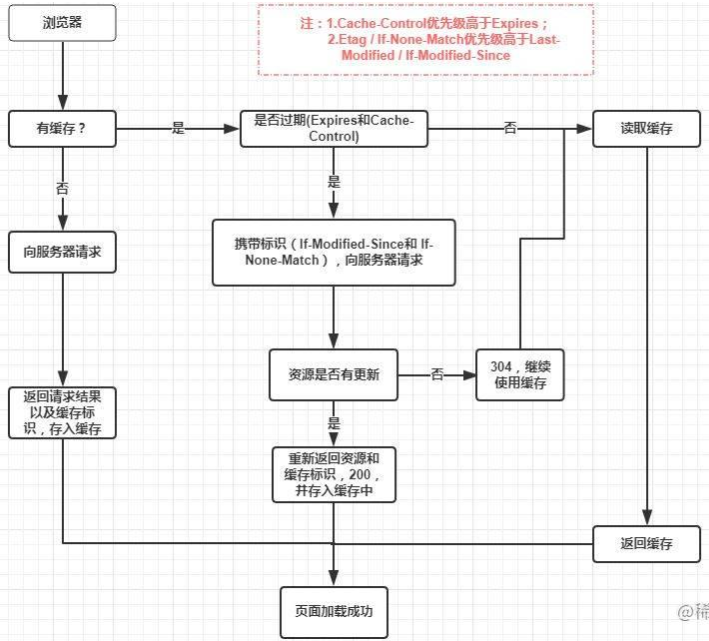 浏览器
注：1.Cache-Control优先级高于Expires；
2.Etag / If-None-Match优先级高于Last-
Modified / If-Modified-Since
有缓存？
是
是否过期(Expires和Cache-
Control)
否
读取缓存
否
是
向服务器请求
携带标识（If-Modified-Since和 If-
None-Match），向服务器请求
资源是否有更新
否
304，继续
使用缓存
返回请求结果
以及缓存标
识，存入缓存
是
重新返回资源和
缓存标识，200，
并存入缓存中
返回缓存
页面加载成功
@稀